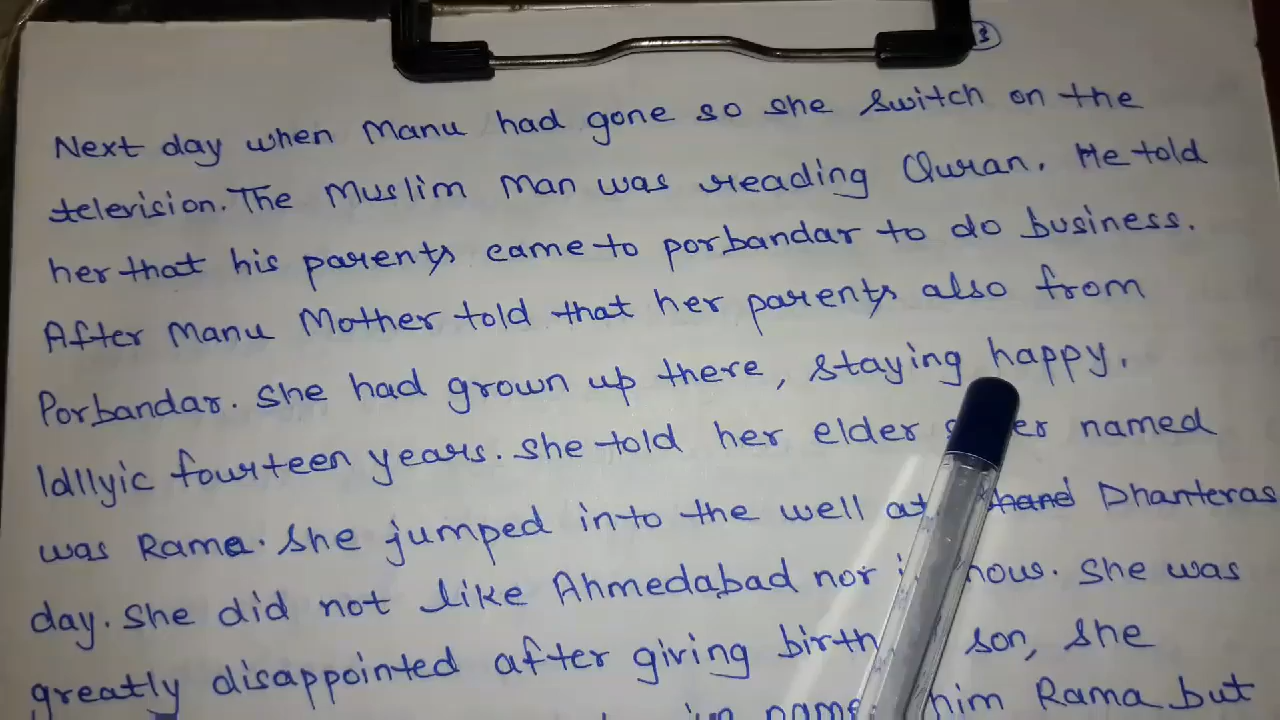 3
Next day when Manu had gone so she switch on the
television. The Muslim Man was reading Quran. He told
her that his parents came to porbandar to do business.
After Manu Mother told that her parents also from
Porbandar. She had grown up there, staying happy.
Idllyic fourteen years. She told her elder named
was Rama. She jumped into the well at Dhanteras
day. She did not like Ahmedabad nor. She was
greatly disappointed after giving birth son, she
him Rama but